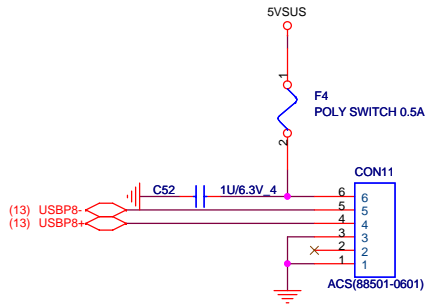 5VSUS
1
F4
POLY SWITCH 0.5A
2
CON11
C52 1U/6.3V_4
6 6
(13) USBP8- 5 5
(13) USBP8+ 4 4
3 3
2 2
1 1
ACS(88501-0601)